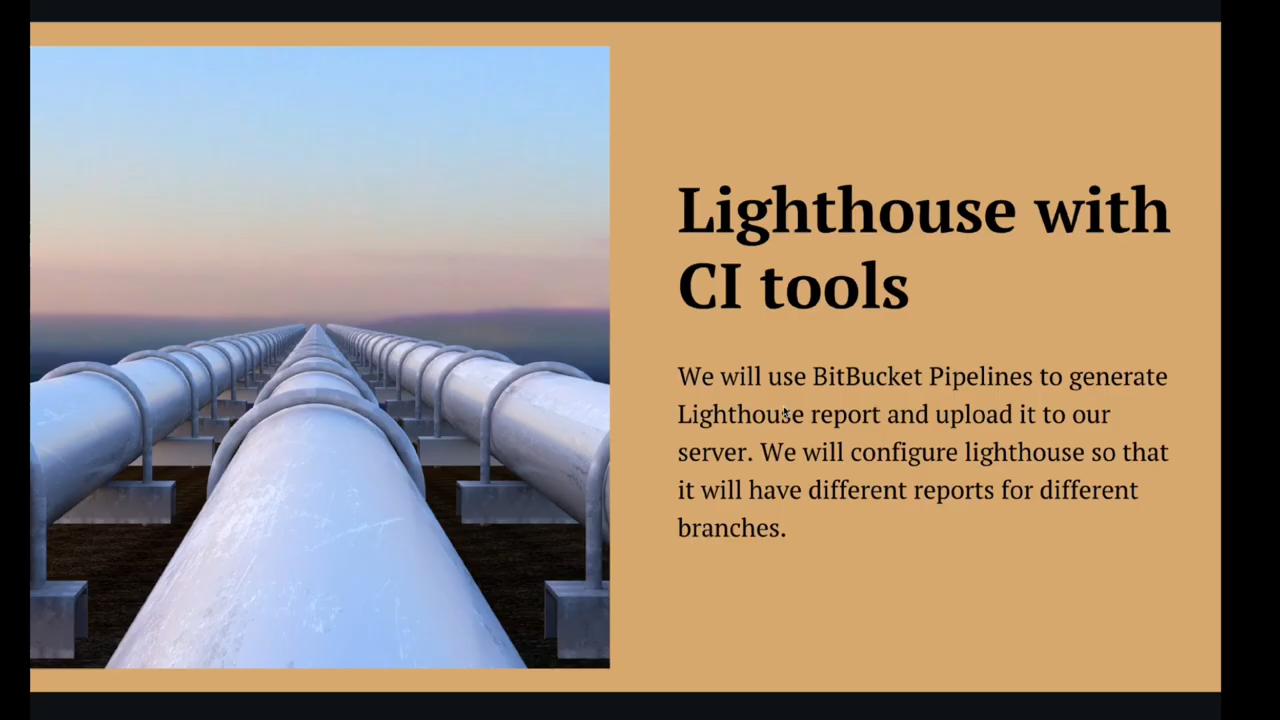 Lighthouse with
CI tools
We will use BitBucket Pipelines to generate
Lighthouse report and upload it to our
server. We will configure lighthouse so that
it will have different reports for different
branches.